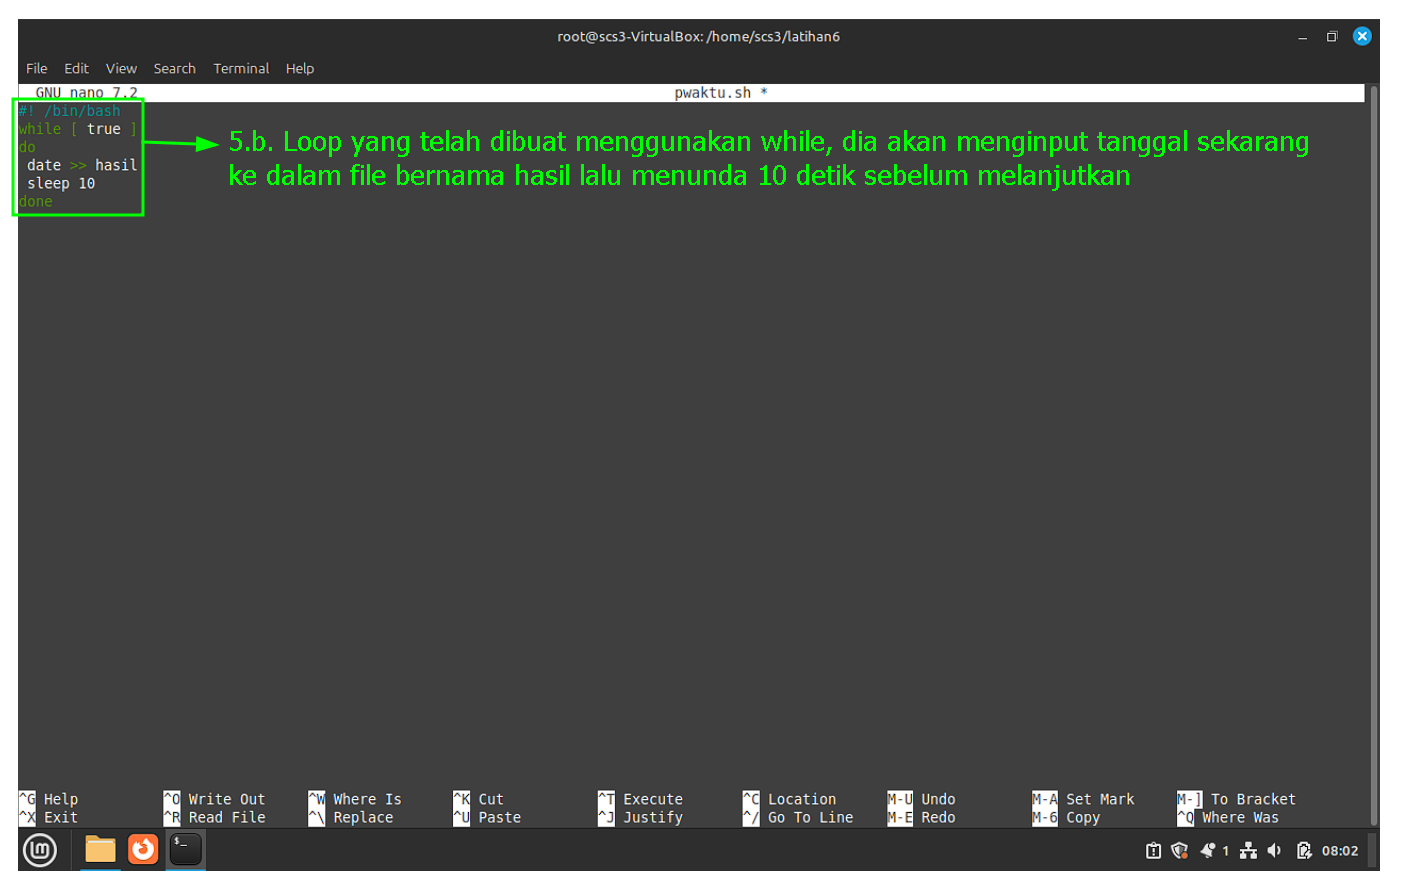 root@scs3-VirtualBox: /home/scs3/latihan6
File Edit View Search Terminal Help
GNU nano 7.2 pwaktu.sh *
#! /bin/bash
while [ true ]
do
date >> hasil
sleep 10
done
5.b. Loop yang telah dibuat menggunakan while, dia akan menginput tanggal sekarang
ke dalam file bernama hasil lalu menunda 10 detik sebelum melanjutkan
^G Help ^O Write Out ^W Where Is ^K Cut ^T Execute ^C Location M-U Undo M-A Set Mark M-] To Bracket
^X Exit ^R Read File ^\ Replace ^U Paste ^J Justify ^/ Go To Line M-E Redo M-6 Copy ^Q Where Was
$_
1 08:02